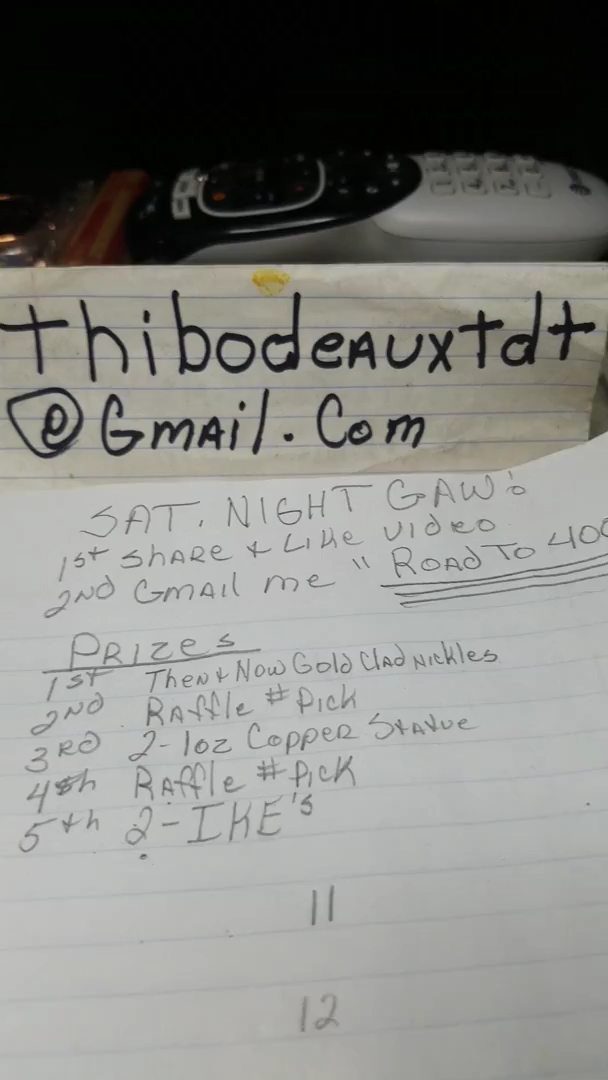 thibodeAuxtdt
@GmAil.Com
SAT. NIGHT GAW:
1st SHARE & Like video
2ND Gmail me "ROAD TO 400
PRIZES
1ST Then & Now Gold Clad Nickles
2ND Raffle # Pick
3RD 2-1oz Copper Statue
4th Raffle # Pick
5th 2-IKE's
11
12